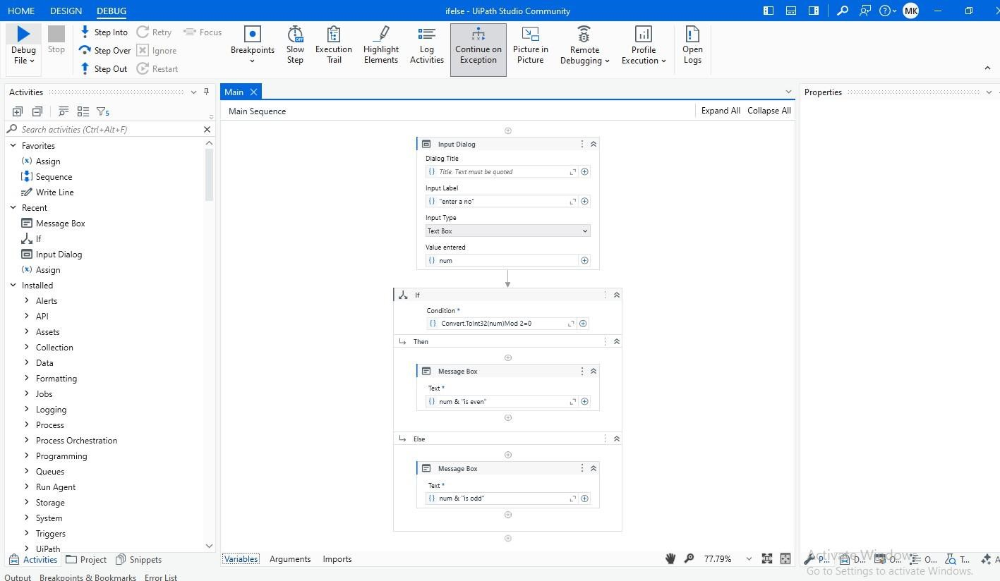 HOME DESIGN DEBUG ifelse - UiPath Studio Community MK
Debug File Stop Step Into Step Over Step Out Retry Ignore Restart Focus Breakpoints Slow Step Execution Trail Highlight Elements Log Activities Continue on Exception Picture in Picture Remote Debugging Profile Execution Open Logs
Activities
5
Search activities (Ctrl+Alt+F)
Favorites
(x) Assign
Sequence
Write Line
Recent
Message Box
If
Input Dialog
(x) Assign
Installed
Alerts
API
Assets
Collection
Data
Formatting
Jobs
Logging
Process
Process Orchestration
Programming
Queues
Run Agent
Storage
System
Triggers
UiPath
Activities Project Snippets
Output Breakpoints & Bookmarks Error List
Main
Main Sequence Expand All Collapse All
Input Dialog
Dialog Title
{} Title. Text must be quoted
Input Label
{} "enter a no"
Input Type
Text Box
Value entered
{} num
If
Condition *
{} Convert.ToInt32(num)Mod 2=0
Then
Message Box
Text *
{} num & "is even"
Else
Message Box
Text *
{} num & "is odd"
Variables Arguments Imports 77.79%
Properties
P... D... O... O... T... A
Activate Windows
Go to Settings to activate Windows.